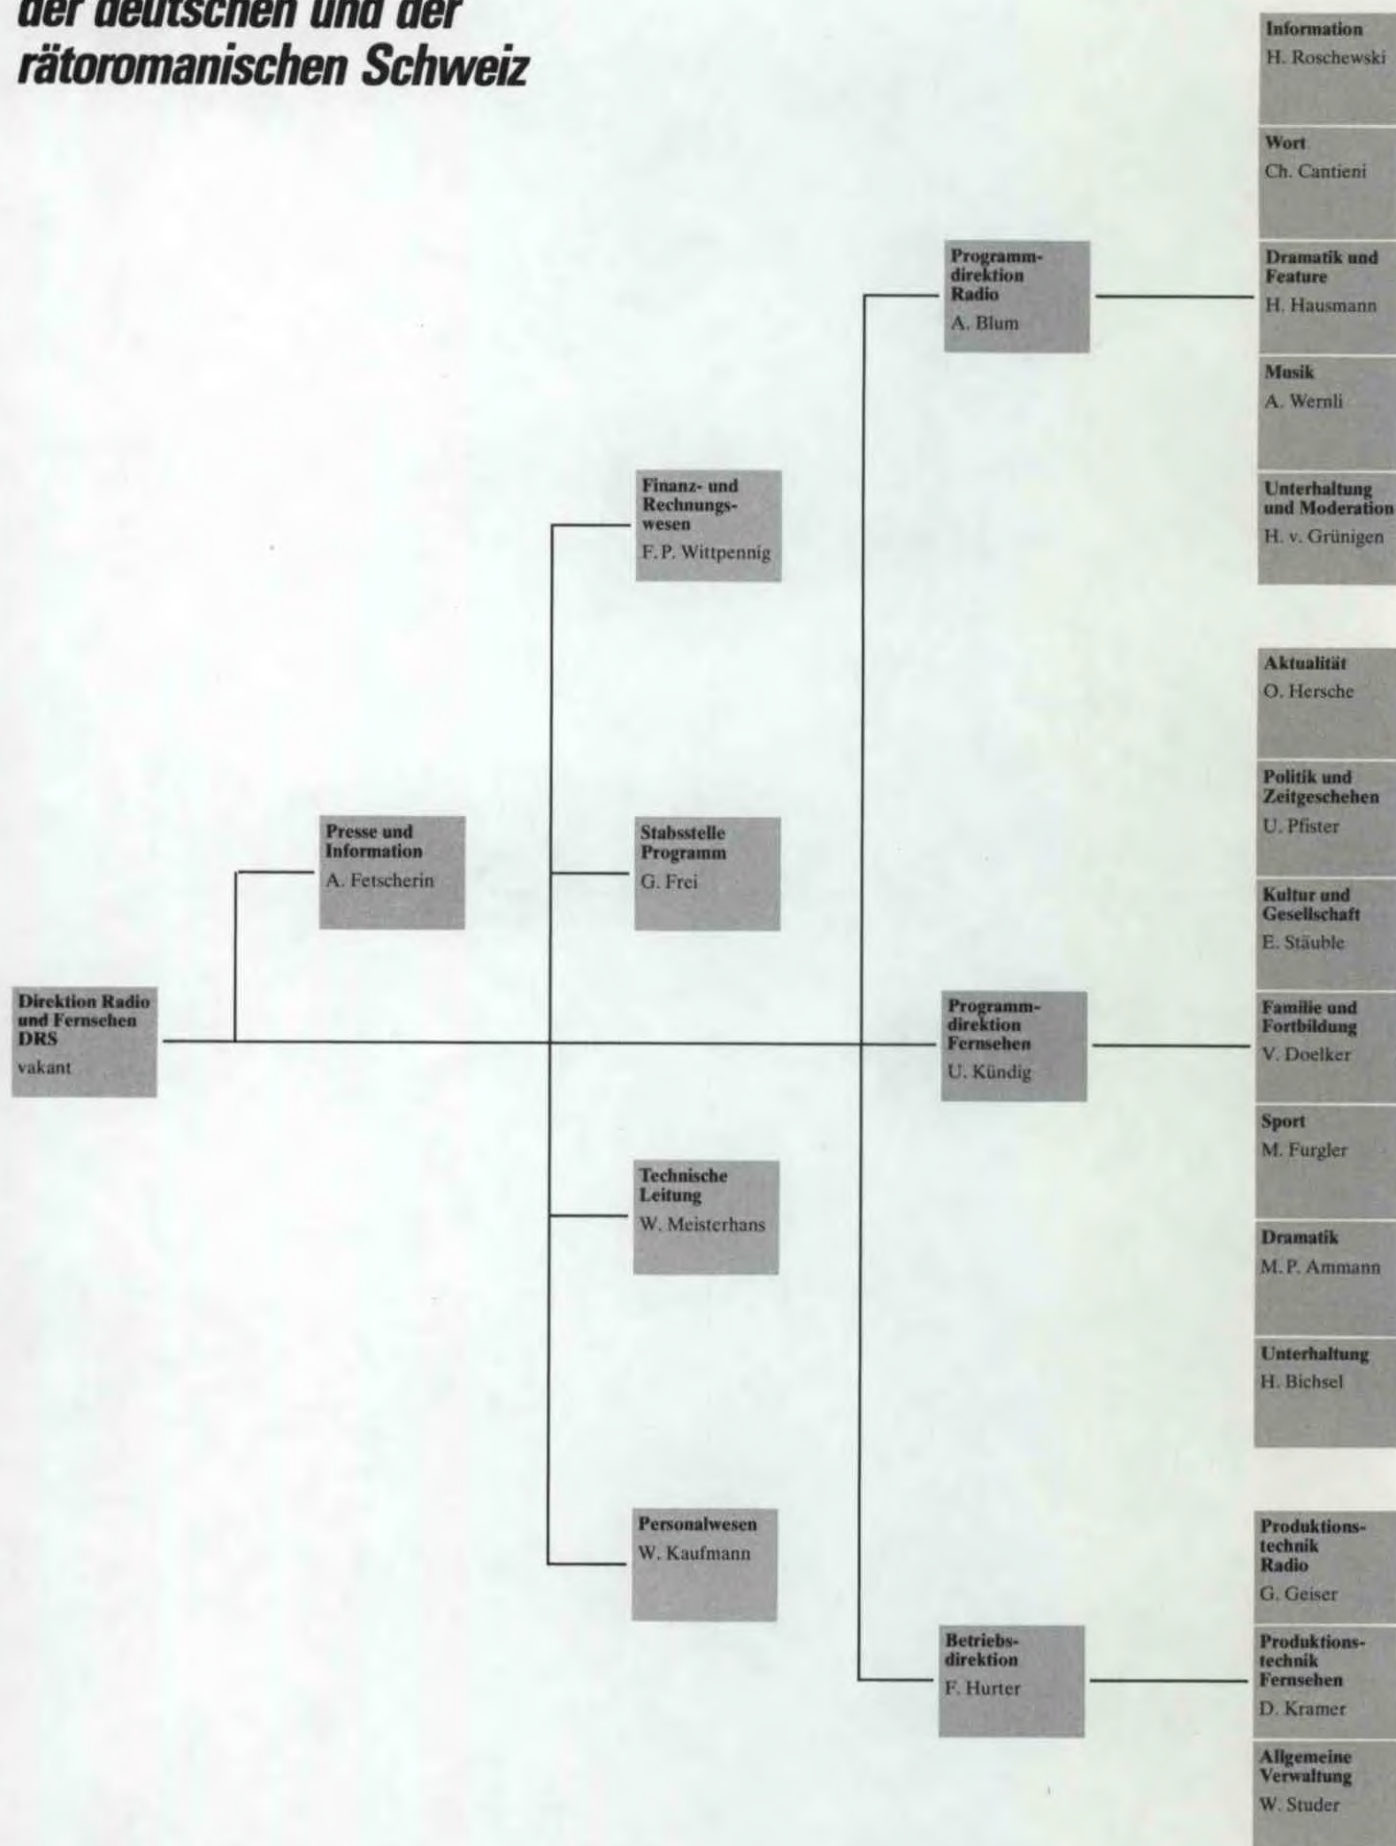 der deutschen und der
rätoromanischen Schweiz
Direktion Radio
und Fernsehen
DRS
vakant
Presse und
Information
A. Fetscherin
Finanz- und
Rechnungs-
wesen
F. P. Wittpennig
Stabsstelle
Programm
G. Frei
Technische
Leitung
W. Meisterhans
Personalwesen
W. Kaufmann
Programm-
direktion
Radio
A. Blum
Programm-
direktion
Fernsehen
U. Kündig
Betriebs-
direktion
F. Hurter
Information
H. Roschewski
Wort
Ch. Cantieni
Dramatik und
Feature
H. Hausmann
Musik
A. Wernli
Unterhaltung
und Moderation
H. v. Grünigen
Aktualität
O. Hersche
Politik und
Zeitgeschehen
U. Pfister
Kultur und
Gesellschaft
E. Stäuble
Familie und
Fortbildung
V. Doelker
Sport
M. Furgler
Dramatik
M. P. Ammann
Unterhaltung
H. Bichsel
Produktions-
technik
Radio
G. Geiser
Produktions-
technik
Fernsehen
D. Kramer
Allgemeine
Verwaltung
W. Studer